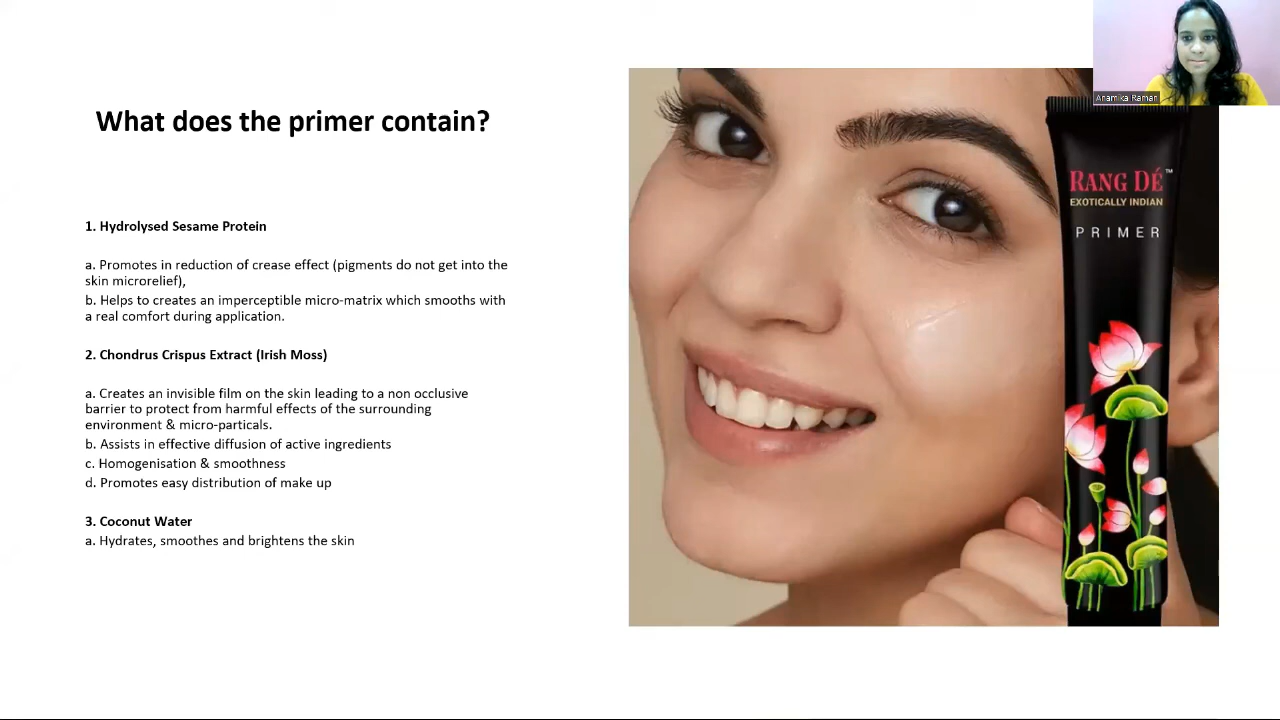 What does the primer contain?
1. Hydrolysed Sesame Protein
a. Promotes in reduction of crease effect (pigments do not get into the
skin microrelief),
b. Helps to creates an imperceptible micro-matrix which smooths with
a real comfort during application.
2. Chondrus Crispus Extract (Irish Moss)
a. Creates an invisible film on the skin leading to a non occlusive
barrier to protect from harmful effects of the surrounding
environment & micro-particals.
b. Assists in effective diffusion of active ingredients
c. Homogenisation & smoothness
d. Promotes easy distribution of make up
3. Coconut Water
a. Hydrates, smoothes and brightens the skin
Anamika Raman
RANG DÉ™
EXOTICALLY INDIAN
PRIMER